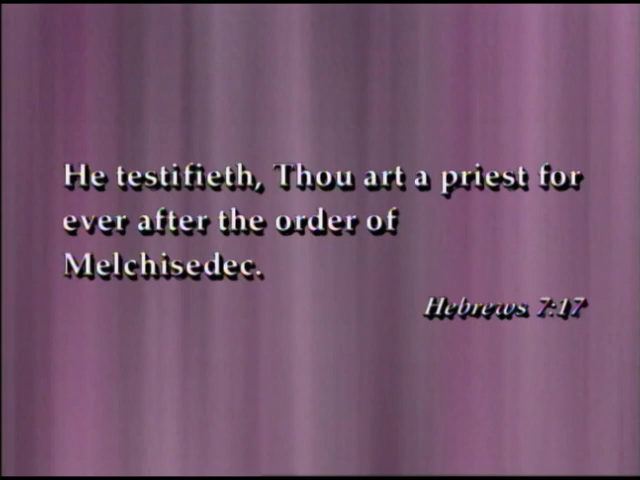 He testifieth, Thou art a priest for
ever after the order of
Melchisedec.
Hebrews 7:17